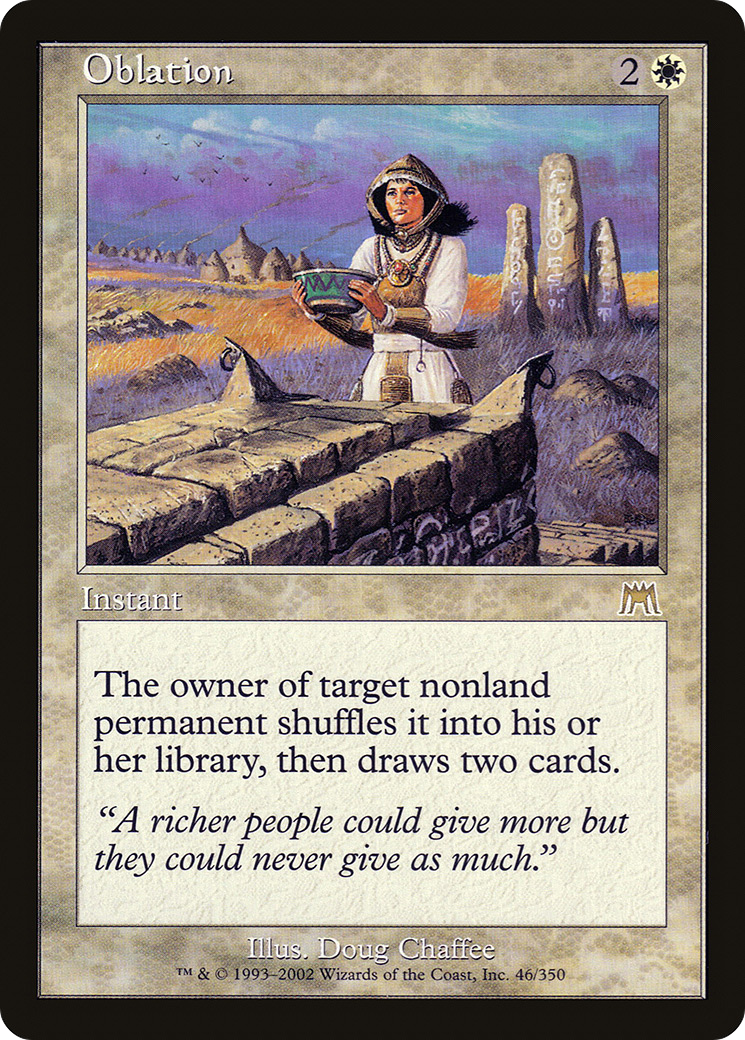 Oblation 2
Instant
The owner of target nonland
permanent shuffles it into his or
her library, then draws two cards.
“A richer people could give more but
they could never give as much.”
Illus. Doug Chaffee
™ & © 1993–2002 Wizards of the Coast, Inc. 46/350